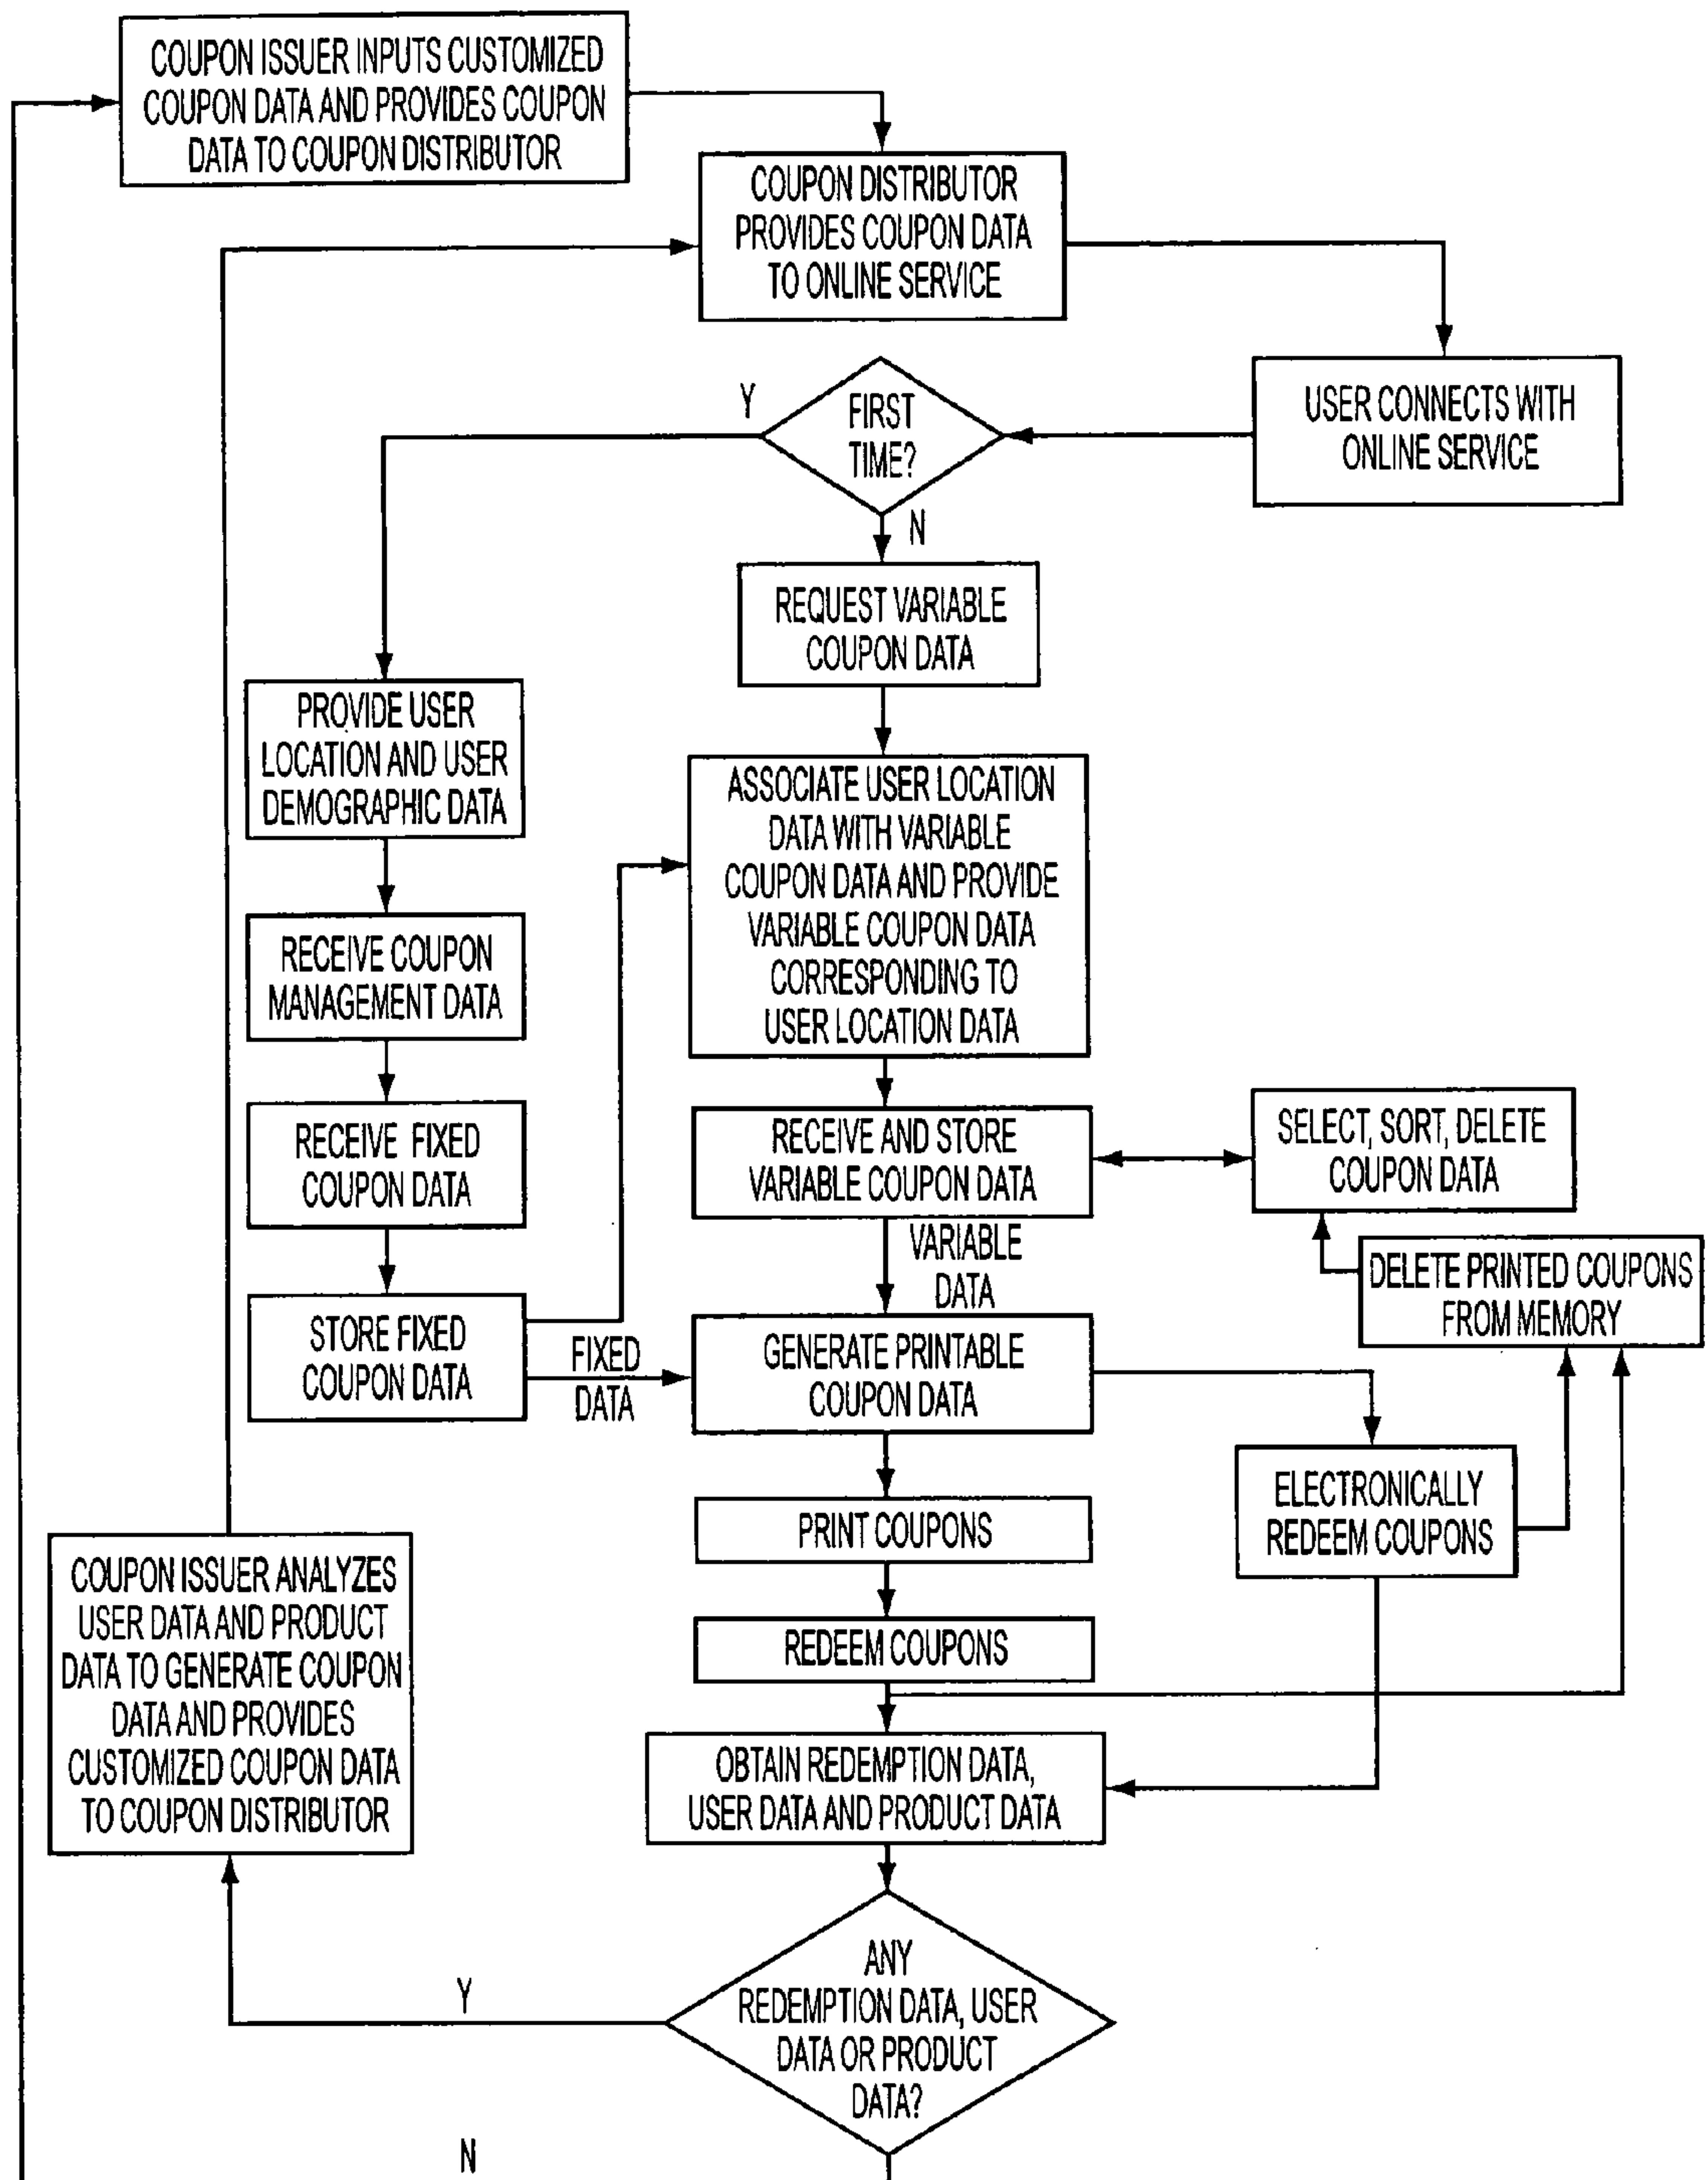 COUPON ISSUER INPUTS CUSTOMIZED
COUPON DATA AND PROVIDES COUPON
DATA TO COUPON DISTRIBUTOR
COUPON DISTRIBUTOR
PROVIDES COUPON DATA
TO ONLINE SERVICE
USER CONNECTS WITH
ONLINE SERVICE
Y
FIRST
TIME?
N
REQUEST VARIABLE
COUPON DATA
PROVIDE USER
LOCATION AND USER
DEMOGRAPHIC DATA
ASSOCIATE USER LOCATION
DATA WITH VARIABLE
COUPON DATA AND PROVIDE
VARIABLE COUPON DATA
CORRESPONDING TO
USER LOCATION DATA
RECEIVE COUPON
MANAGEMENT DATA
RECEIVE FIXED
COUPON DATA
RECEIVE AND STORE
VARIABLE COUPON DATA
SELECT, SORT, DELETE
COUPON DATA
VARIABLE
DATA
DELETE PRINTED COUPONS
FROM MEMORY
STORE FIXED
COUPON DATA
FIXED
DATA
GENERATE PRINTABLE
COUPON DATA
ELECTRONICALLY
REDEEM COUPONS
PRINT COUPONS
REDEEM COUPONS
COUPON ISSUER ANALYZES
USER DATA AND PRODUCT
DATA TO GENERATE COUPON
DATA AND PROVIDES
CUSTOMIZED COUPON DATA
TO COUPON DISTRIBUTOR
OBTAIN REDEMPTION DATA,
USER DATA AND PRODUCT DATA
Y
ANY
REDEMPTION DATA, USER
DATA OR PRODUCT
DATA?
N